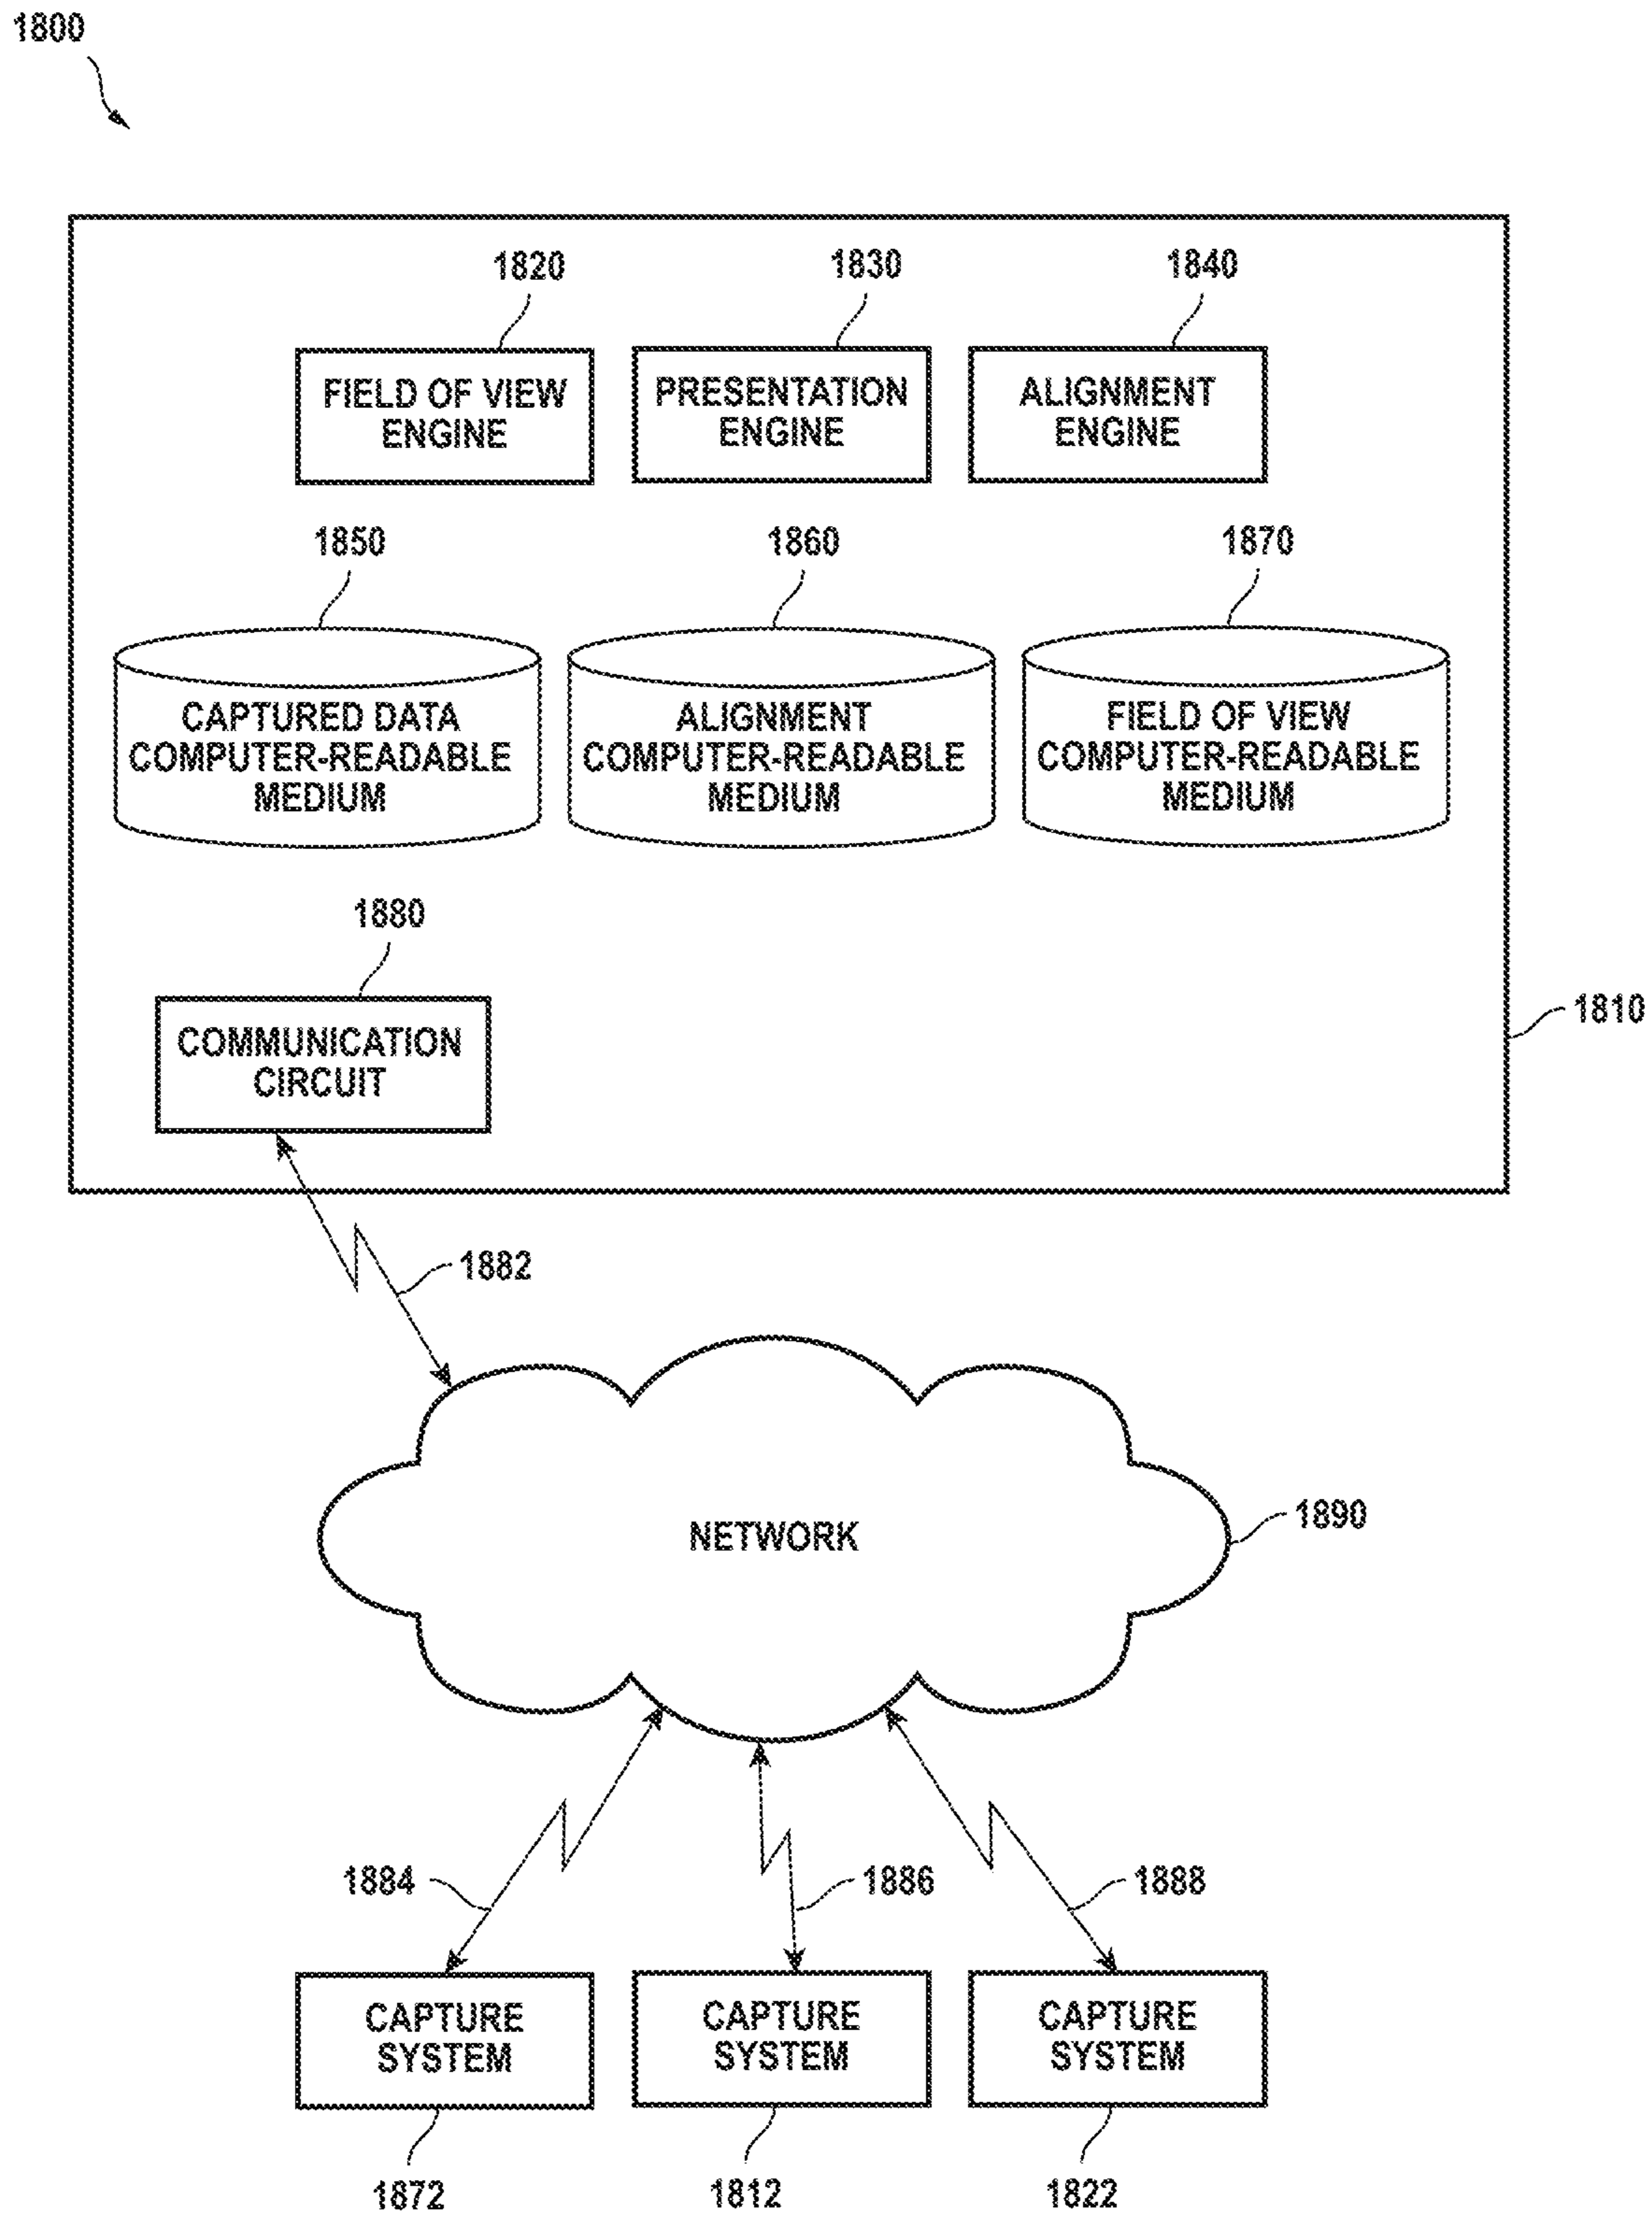 1800
1820
1830
1840
FIELD OF VIEW
ENGINE
PRESENTATION
ENGINE
ALIGNMENT
ENGINE
1850
1860
1870
CAPTURED DATA
COMPUTER-READABLE
MEDIUM
ALIGNMENT
COMPUTER-READABLE
MEDIUM
FIELD OF VIEW
COMPUTER-READABLE
MEDIUM
1880
COMMUNICATION
CIRCUIT
1810
1882
NETWORK
1890
1884
1886
1888
CAPTURE
SYSTEM
CAPTURE
SYSTEM
CAPTURE
SYSTEM
1872
1812
1822